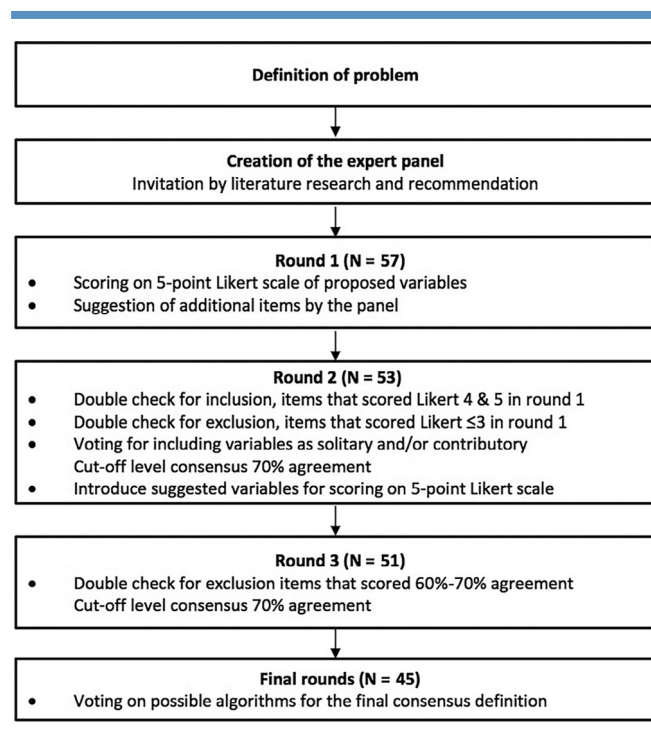 Definition of problem
Creation of the expert panel
Invitation by literature research and recommendation
Round 1 (N = 57)
• Scoring on 5-point Likert scale of proposed variables
• Suggestion of additional items by the panel
Round 2 (N = 53)
• Double check for inclusion, items that scored Likert 4 & 5 in round 1
• Double check for exclusion, items that scored Likert ≤3 in round 1
• Voting for including variables as solitary and/or contributory
Cut-off level consensus 70% agreement
• Introduce suggested variables for scoring on 5-point Likert scale
Round 3 (N = 51)
• Double check for exclusion items that scored 60%-70% agreement
Cut-off level consensus 70% agreement
Final rounds (N = 45)
• Voting on possible algorithms for the final consensus definition